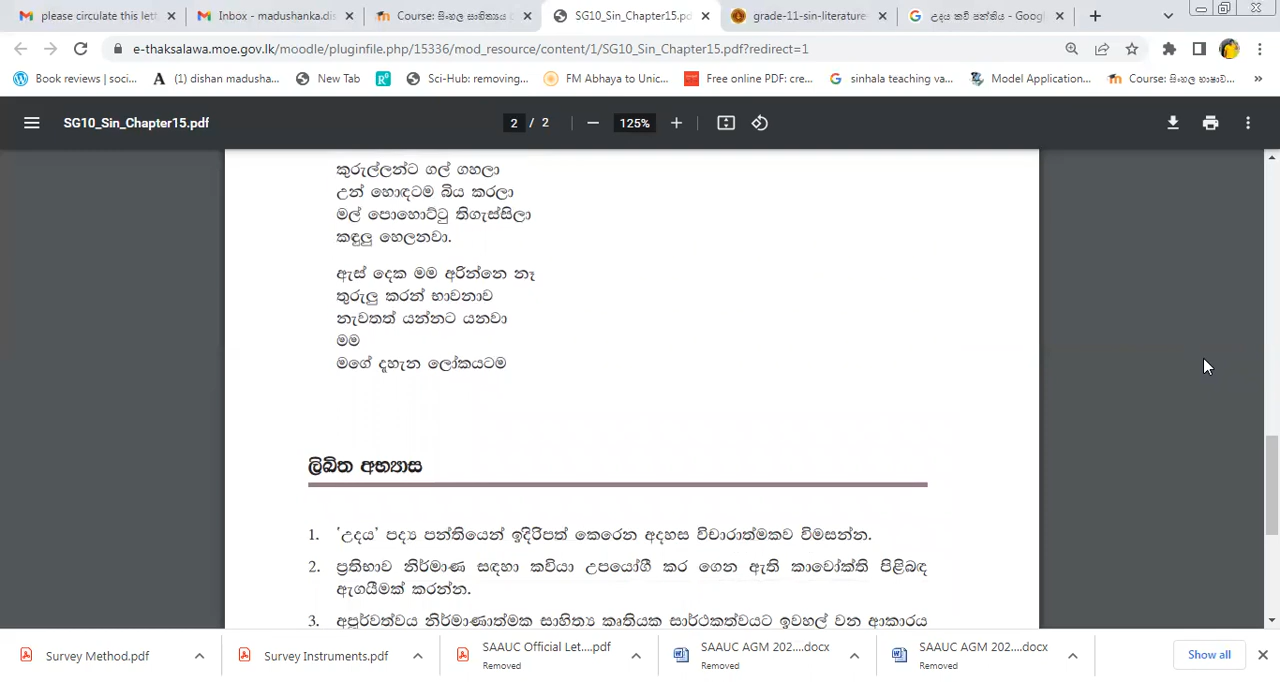 please circulate this lett
Inbox - madushanka.dis
Course: සිංහල සාහිත්‍යය
SG10_Sin_Chapter15.pd
grade-11-sin-literature-
උදය කවි පන්තිය - Googl
e-thaksalawa.moe.gov.lk/moodle/pluginfile.php/15336/mod_resource/content/1/SG10_Sin_Chapter15.pdf?redirect=1
Book reviews | soci...
(1) dishan madusha...
New Tab
Sci-Hub: removing...
FM Abhaya to Unic...
Free online PDF: cre...
sinhala teaching va...
Model Application...
Course: සිංහල භාෂාව...
SG10_Sin_Chapter15.pdf
2 / 2
125%
කුරුල්ලන්ට ගල් ගහලා
උන් හොඳටම බිය කරලා
මල් පොහොට්ටු තිගැස්සිලා
කඳුලු හෙලනවා.
ඇස් දෙක මම අරින්නෙ නෑ
තුරුලු කරන් භාවනාව
නැවතත් යන්නට යනවා
මම
මගේ දැහැන ලෝකයටම
ලිඛිත අභ්‍යාස
1. 'උදය' පද්‍ය පන්තියෙන් ඉදිරිපත් කෙරෙන අදහස විචාරාත්මකව විමසන්න.
2. ප්‍රතිභාව නිර්මාණ සඳහා කවියා උපයෝගී කර ගෙන ඇති කාව්‍යෝක්ති පිළිබඳ
ඇගයීමක් කරන්න.
3. අපූර්වත්වය නිර්මාණාත්මක සාහිත්‍ය කෘතියක සාර්ථකත්වයට ඉවහල් වන ආකාරය
Survey Method.pdf
Survey Instruments.pdf
SAAUC Official Let....pdf
Removed
SAAUC AGM 202....docx
Removed
SAAUC AGM 202....docx
Removed
Show all